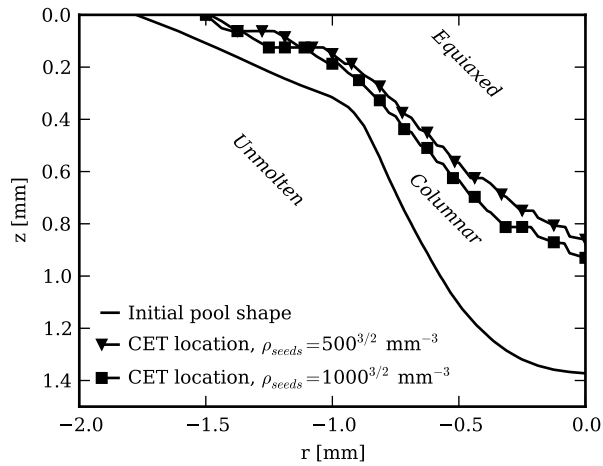 0.0
0.2
0.4
0.6
0.8
1.0
1.2
1.4
z [mm]
Equiaxed
Unmolten
Columnar
Initial pool shape
CET location, ρseeds=500^3/2 mm^−3
CET location, ρseeds=1000^3/2 mm^−3
−2.0 −1.5 −1.0 −0.5 0.0
r [mm]